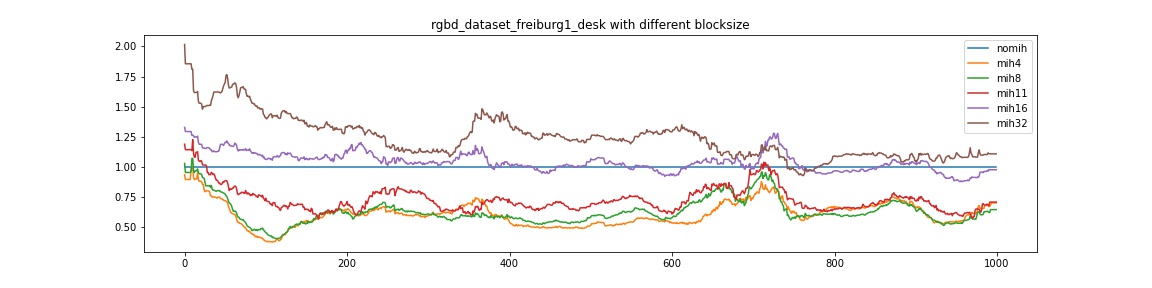 rgbd_dataset_freiburg1_desk with different blocksize
2.00
1.75
1.50
1.25
1.00
0.75
0.50
nomih
mih4
mih8
mih11
mih16
mih32
0 200 400 600 800 1000